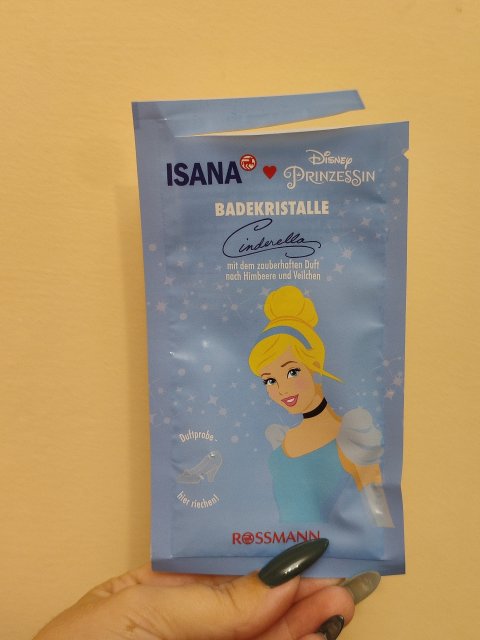 ISANA
Disney
PRINZESSIN
BADEKRISTALLE
Cinderella
mit dem zauberhaften Duft
nach Himbeere und Veilchen
Duftprobe-
hier riechen!
ROSSMANN